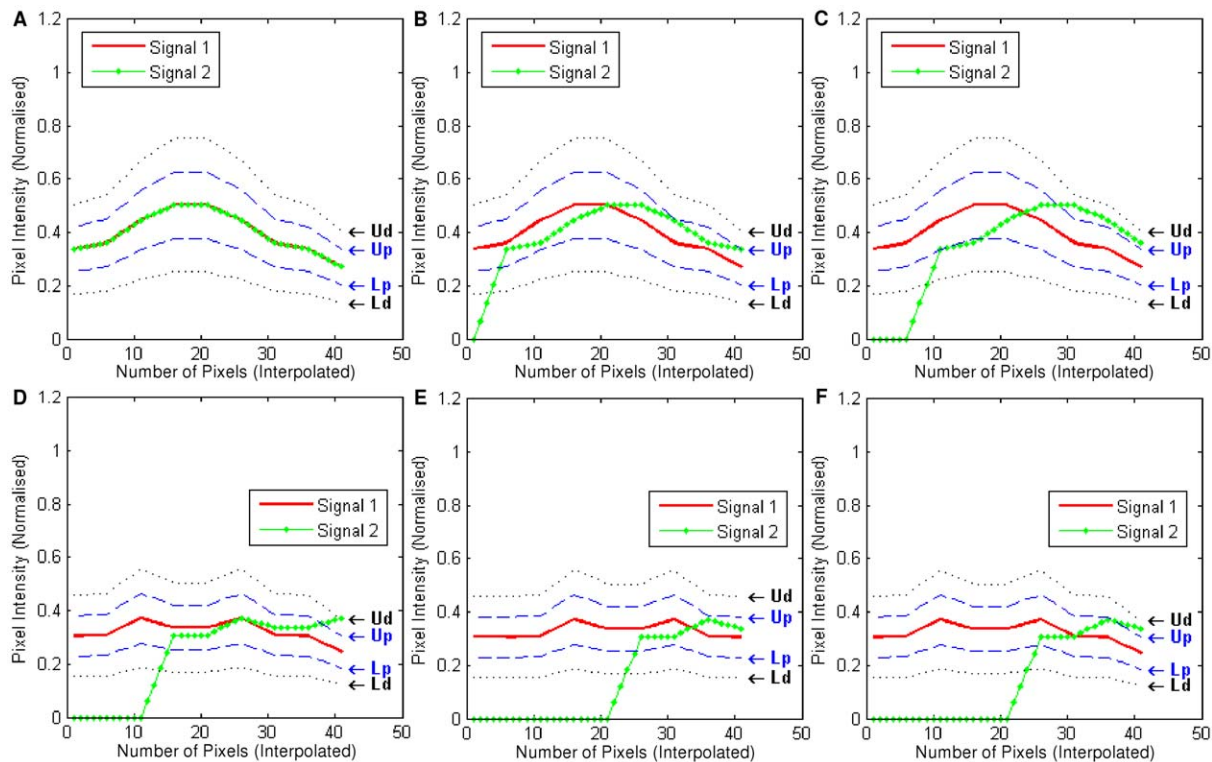 A
1.2
1
0.8
0.6
0.4
0.2
0
Pixel Intensity (Normalised)
Signal 1
Signal 2
← Ud
← Up
← Lp
← Ld
0 10 20 30 40 50
Number of Pixels (Interpolated)
B
1.2
1
0.8
0.6
0.4
0.2
0
Pixel Intensity (Normalised)
Signal 1
Signal 2
← Ud
← Up
← Lp
← Ld
0 10 20 30 40 50
Number of Pixels (Interpolated)
C
1.2
1
0.8
0.6
0.4
0.2
0
Pixel Intensity (Normalised)
Signal 1
Signal 2
← Ud
← Up
← Lp
← Ld
0 10 20 30 40 50
Number of Pixels (Interpolated)
D
1.2
1
0.8
0.6
0.4
0.2
0
Pixel Intensity (Normalised)
Signal 1
Signal 2
← Ud
← Up
← Lp
← Ld
0 10 20 30 40 50
Number of Pixels (Interpolated)
E
1.2
1
0.8
0.6
0.4
0.2
0
Pixel Intensity (Normalised)
Signal 1
Signal 2
← Ud
← Up
← Lp
← Ld
0 10 20 30 40 50
Number of Pixels (Interpolated)
F
1.2
1
0.8
0.6
0.4
0.2
0
Pixel Intensity (Normalised)
Signal 1
Signal 2
← Ud
← Up
← Lp
← Ld
0 10 20 30 40 50
Number of Pixels (Interpolated)